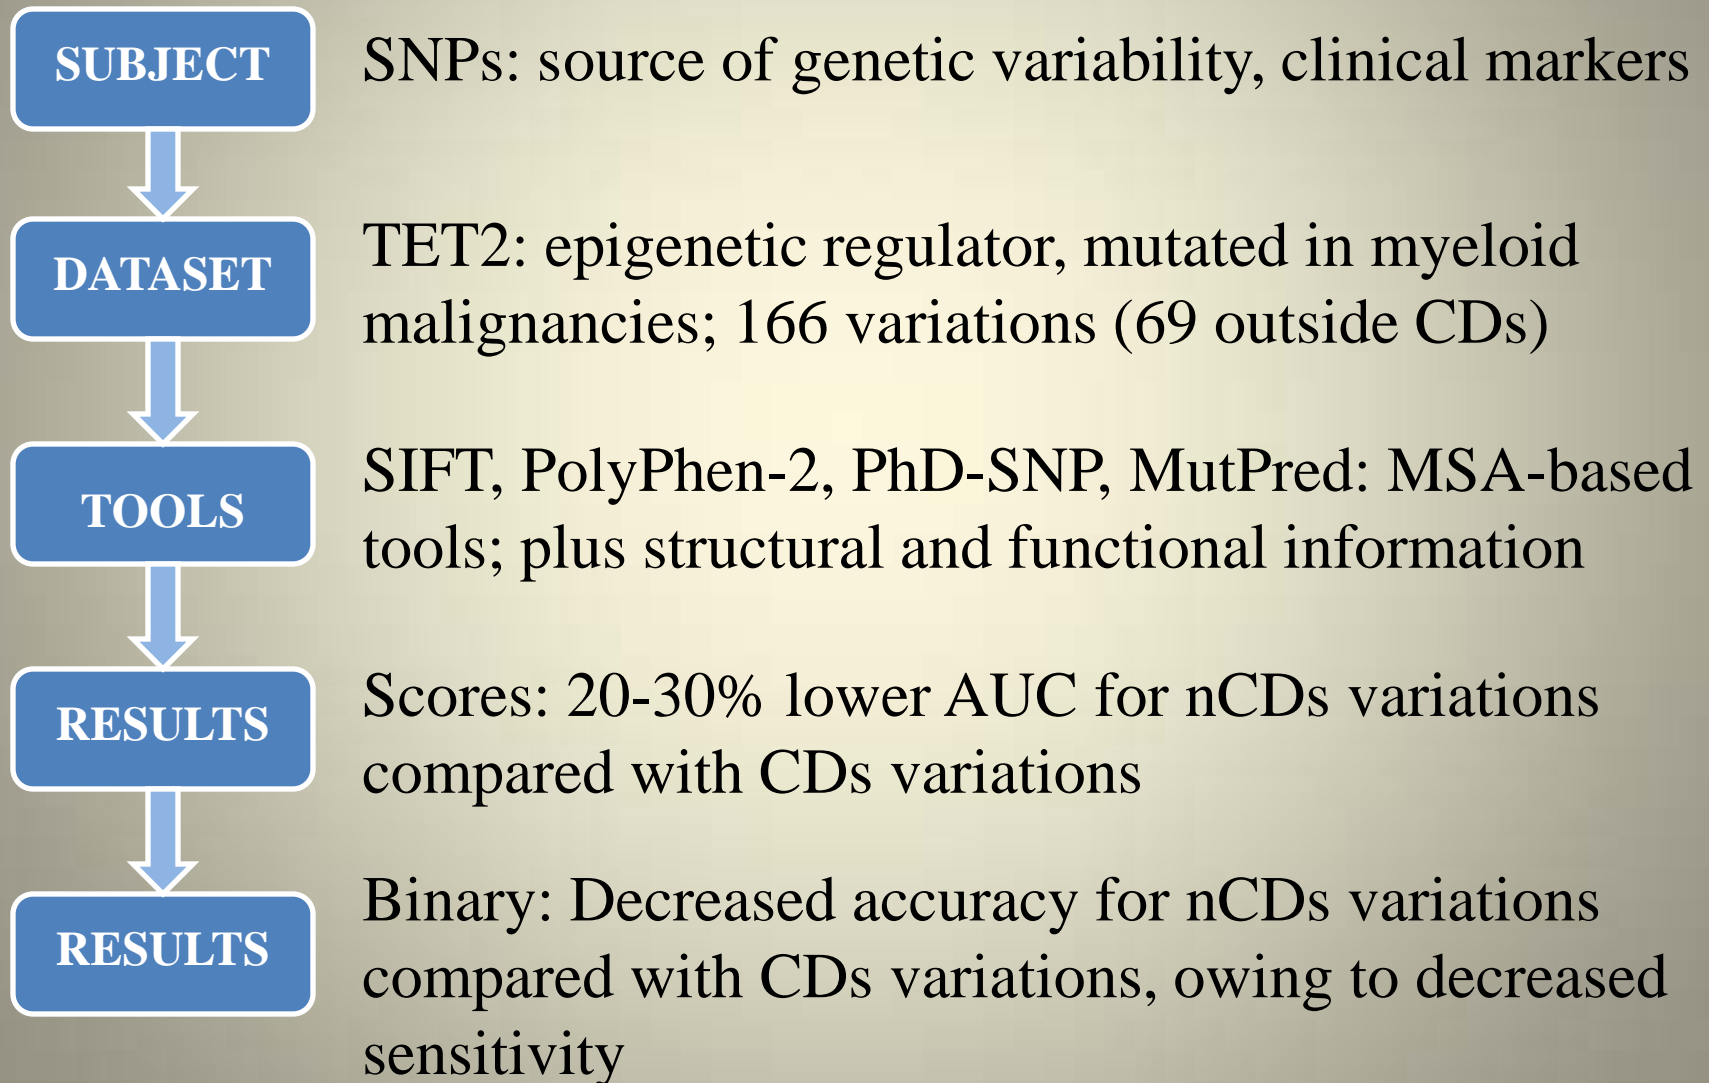 SUBJECT
SNPs: source of genetic variability, clinical markers
DATASET
TET2: epigenetic regulator, mutated in myeloid
malignancies; 166 variations (69 outside CDs)
TOOLS
SIFT, PolyPhen-2, PhD-SNP, MutPred: MSA-based
tools; plus structural and functional information
RESULTS
Scores: 20-30% lower AUC for nCDs variations
compared with CDs variations
RESULTS
Binary: Decreased accuracy for nCDs variations
compared with CDs variations, owing to decreased
sensitivity